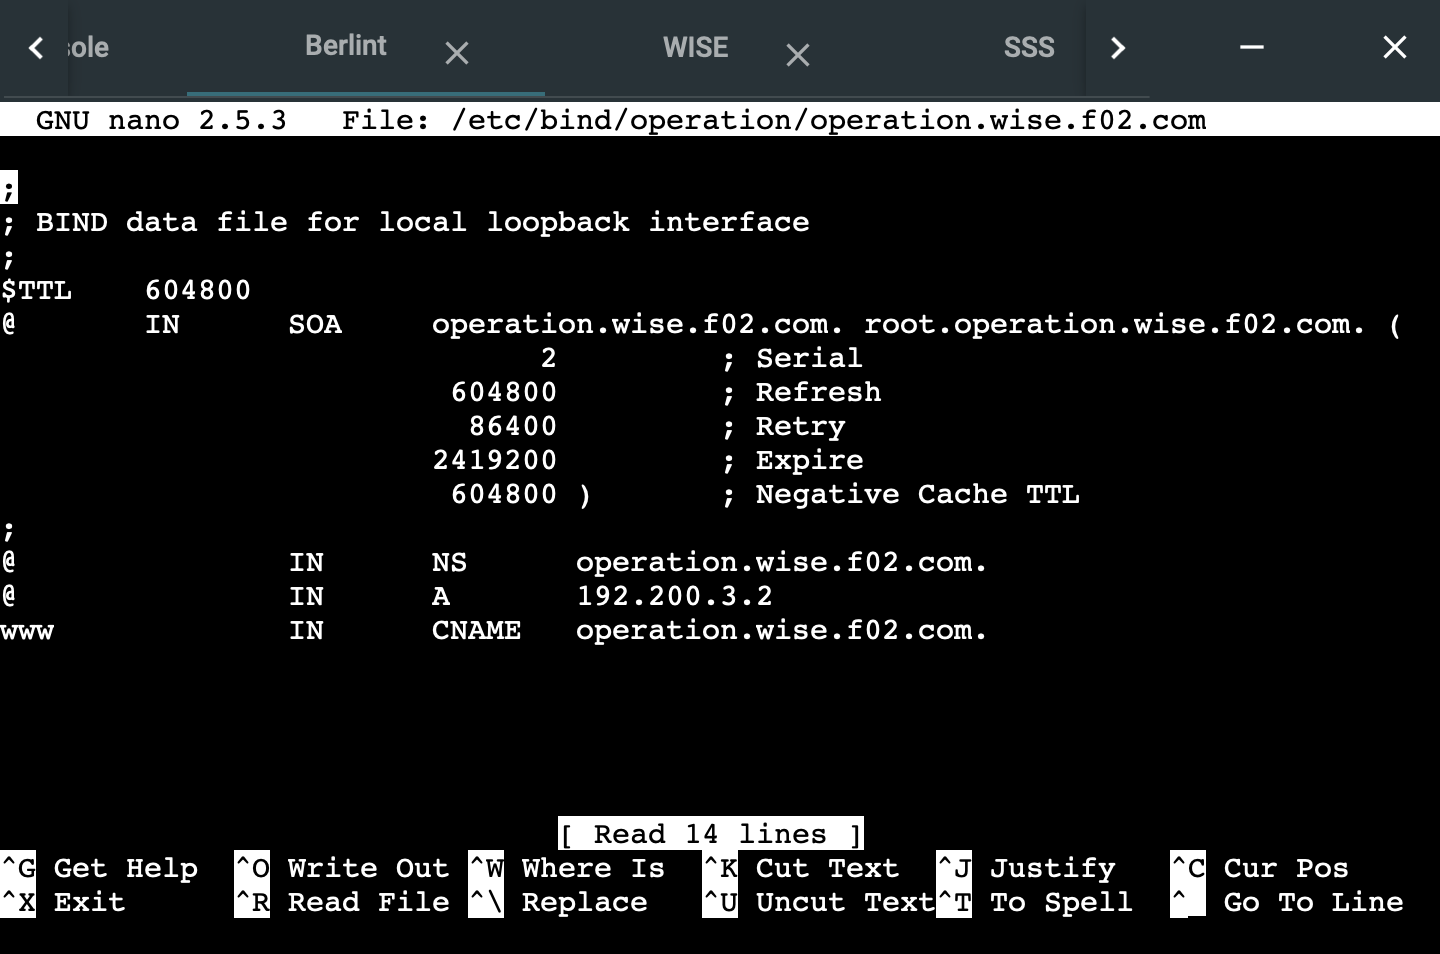 Berlint WISE SSS
GNU nano 2.5.3 File: /etc/bind/operation/operation.wise.f02.com
;
; BIND data file for local loopback interface
;
$TTL 604800
@ IN SOA operation.wise.f02.com. root.operation.wise.f02.com. (
2 ; Serial
604800 ; Refresh
86400 ; Retry
2419200 ; Expire
604800 ) ; Negative Cache TTL
;
@ IN NS operation.wise.f02.com.
@ IN A 192.200.3.2
www IN CNAME operation.wise.f02.com.
[ Read 14 lines ]
^G Get Help ^O Write Out ^W Where Is ^K Cut Text ^J Justify ^C Cur Pos
^X Exit ^R Read File ^\ Replace ^U Uncut Text ^T To Spell ^_ Go To Line